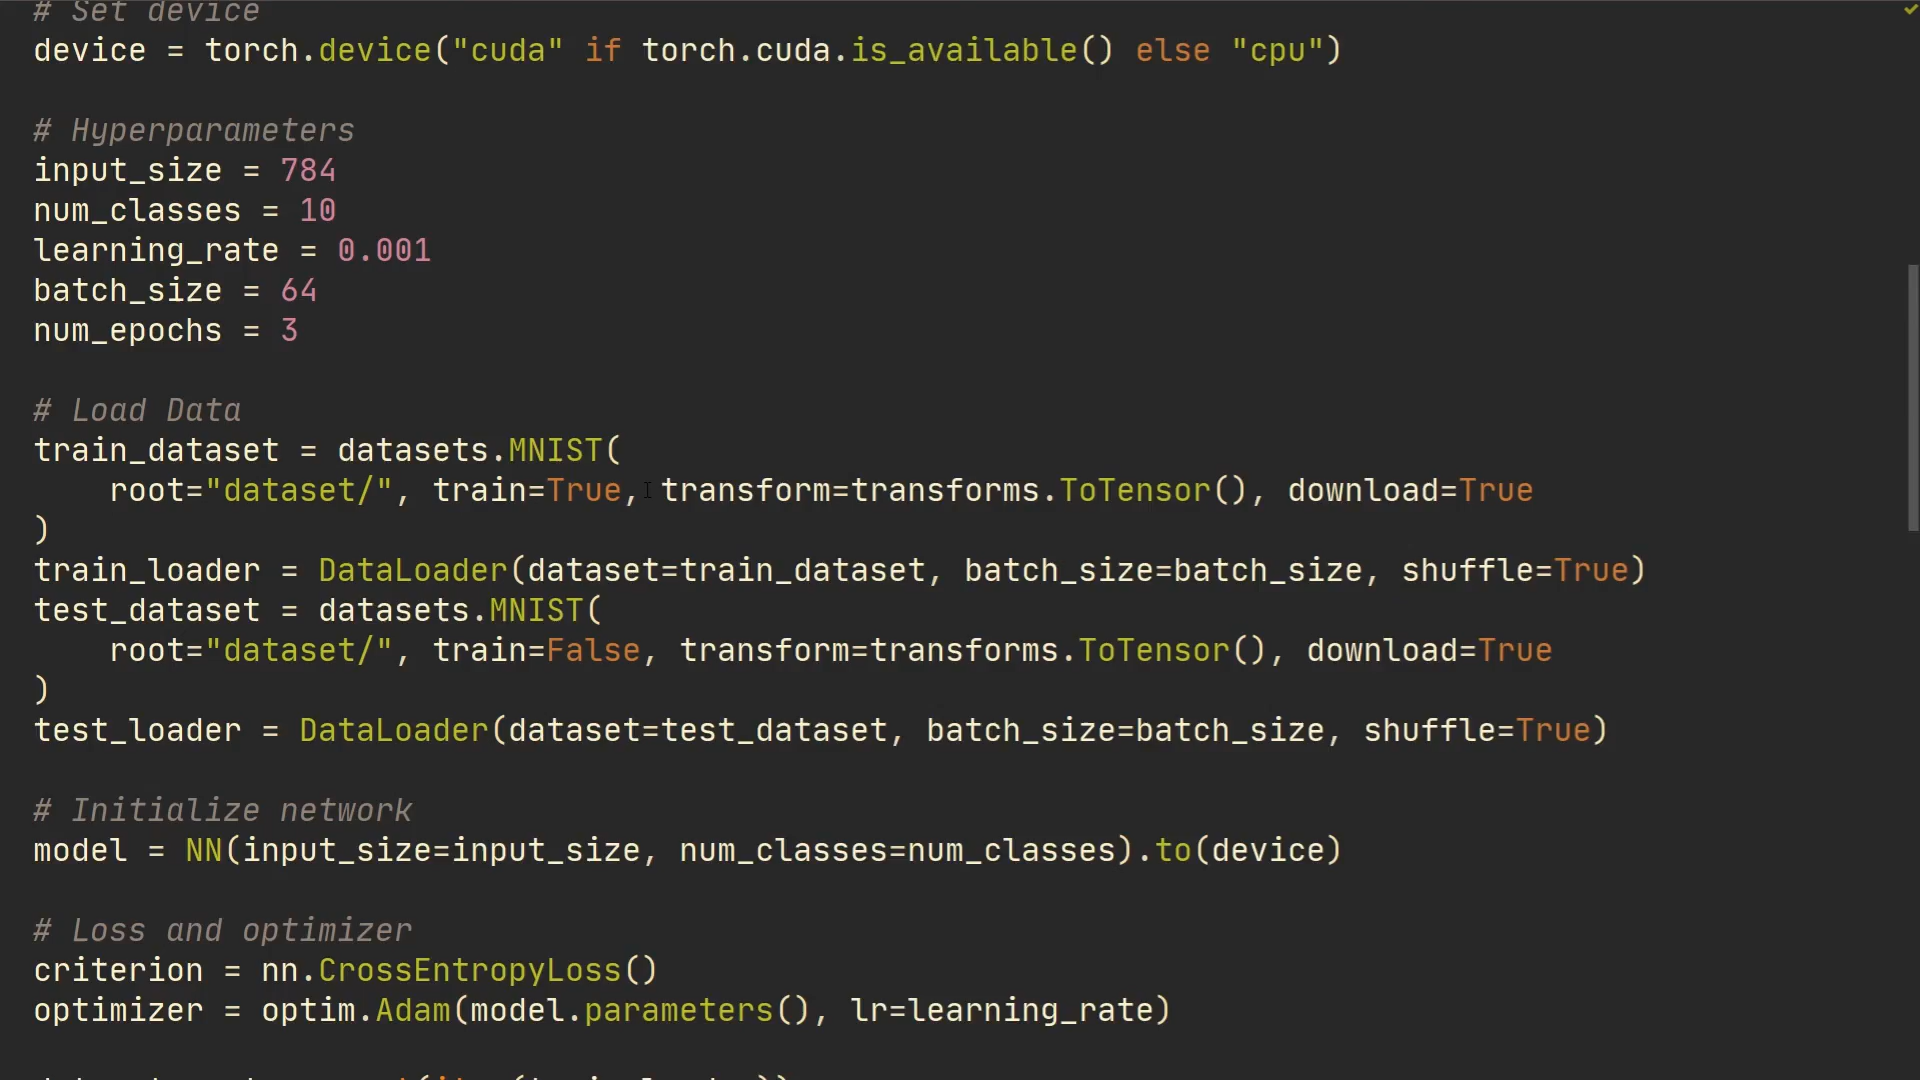 # Set device
device = torch.device("cuda" if torch.cuda.is_available() else "cpu")
# Hyperparameters
input_size = 784
num_classes = 10
learning_rate = 0.001
batch_size = 64
num_epochs = 3
# Load Data
train_dataset = datasets.MNIST(
    root="dataset/", train=True, transform=transforms.ToTensor(), download=True
)
train_loader = DataLoader(dataset=train_dataset, batch_size=batch_size, shuffle=True)
test_dataset = datasets.MNIST(
    root="dataset/", train=False, transform=transforms.ToTensor(), download=True
)
test_loader = DataLoader(dataset=test_dataset, batch_size=batch_size, shuffle=True)
# Initialize network
model = NN(input_size=input_size, num_classes=num_classes).to(device)
# Loss and optimizer
criterion = nn.CrossEntropyLoss()
optimizer = optim.Adam(model.parameters(), lr=learning_rate)